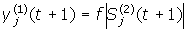 y_j^{(1)}(t + 1) = f|S_j^{(2)}(t + 1)|